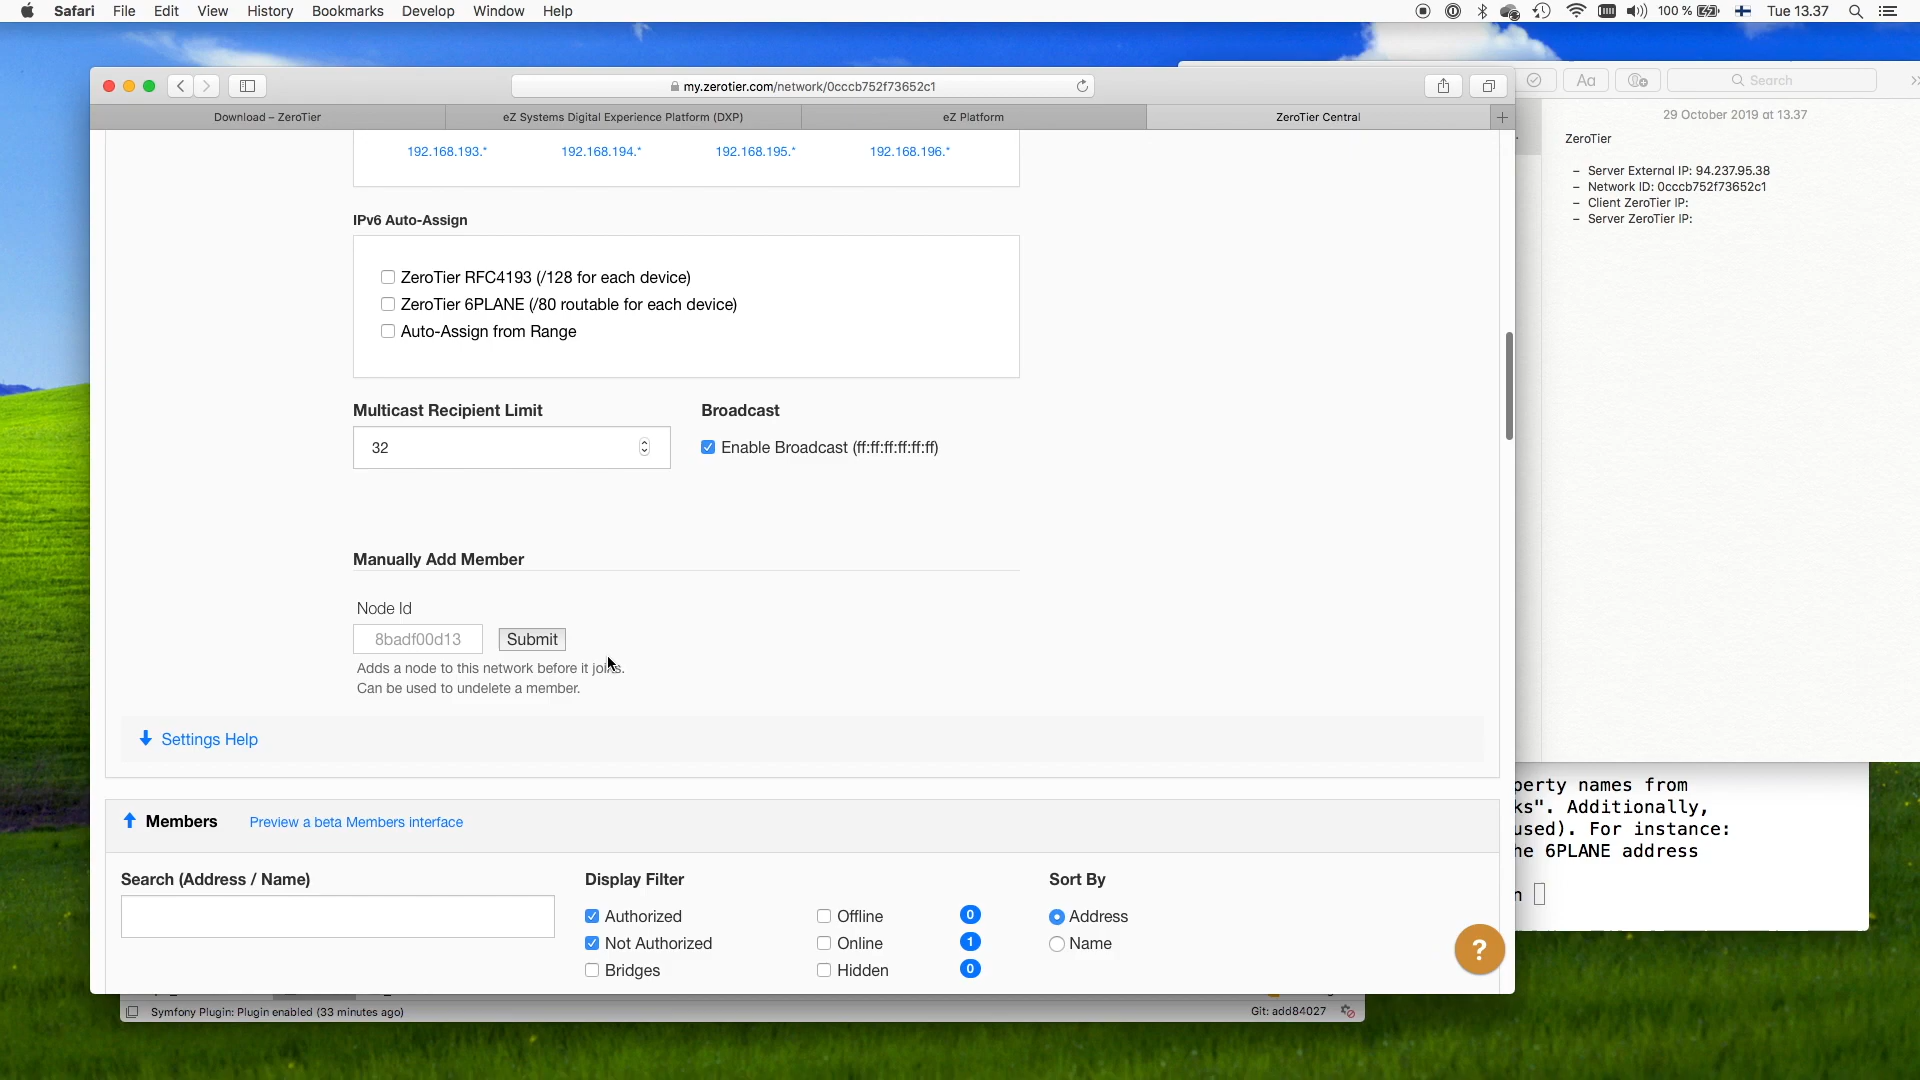 Safari File Edit View History Bookmarks Develop Window Help 100 % Tue 13.37
my.zerotier.com/network/0cccb752f73652c1
Aa Search
Download – ZeroTier eZ Systems Digital Experience Platform (DXP) eZ Platform ZeroTier Central
29 October 2019 at 13.37
ZeroTier
– Server External IP: 94.237.95.38
– Network ID: 0cccb752f73652c1
– Client ZeroTier IP:
– Server ZeroTier IP:
192.168.193.* 192.168.194.* 192.168.195.* 192.168.196.*
IPv6 Auto-Assign
ZeroTier RFC4193 (/128 for each device)
ZeroTier 6PLANE (/80 routable for each device)
Auto-Assign from Range
Multicast Recipient Limit Broadcast
32 Enable Broadcast (ff:ff:ff:ff:ff:ff)
Manually Add Member
Node Id
8badf00d13 Submit
Adds a node to this network before it joins.
Can be used to undelete a member.
Settings Help
Members Preview a beta Members interface
Search (Address / Name) Display Filter Sort By
Authorized Offline 0 Address
Not Authorized Online 1 Name
Bridges Hidden 0
?
perty names from
ks". Additionally,
used). For instance:
he 6PLANE address
n
Symfony Plugin: Plugin enabled (33 minutes ago) Git: add84027